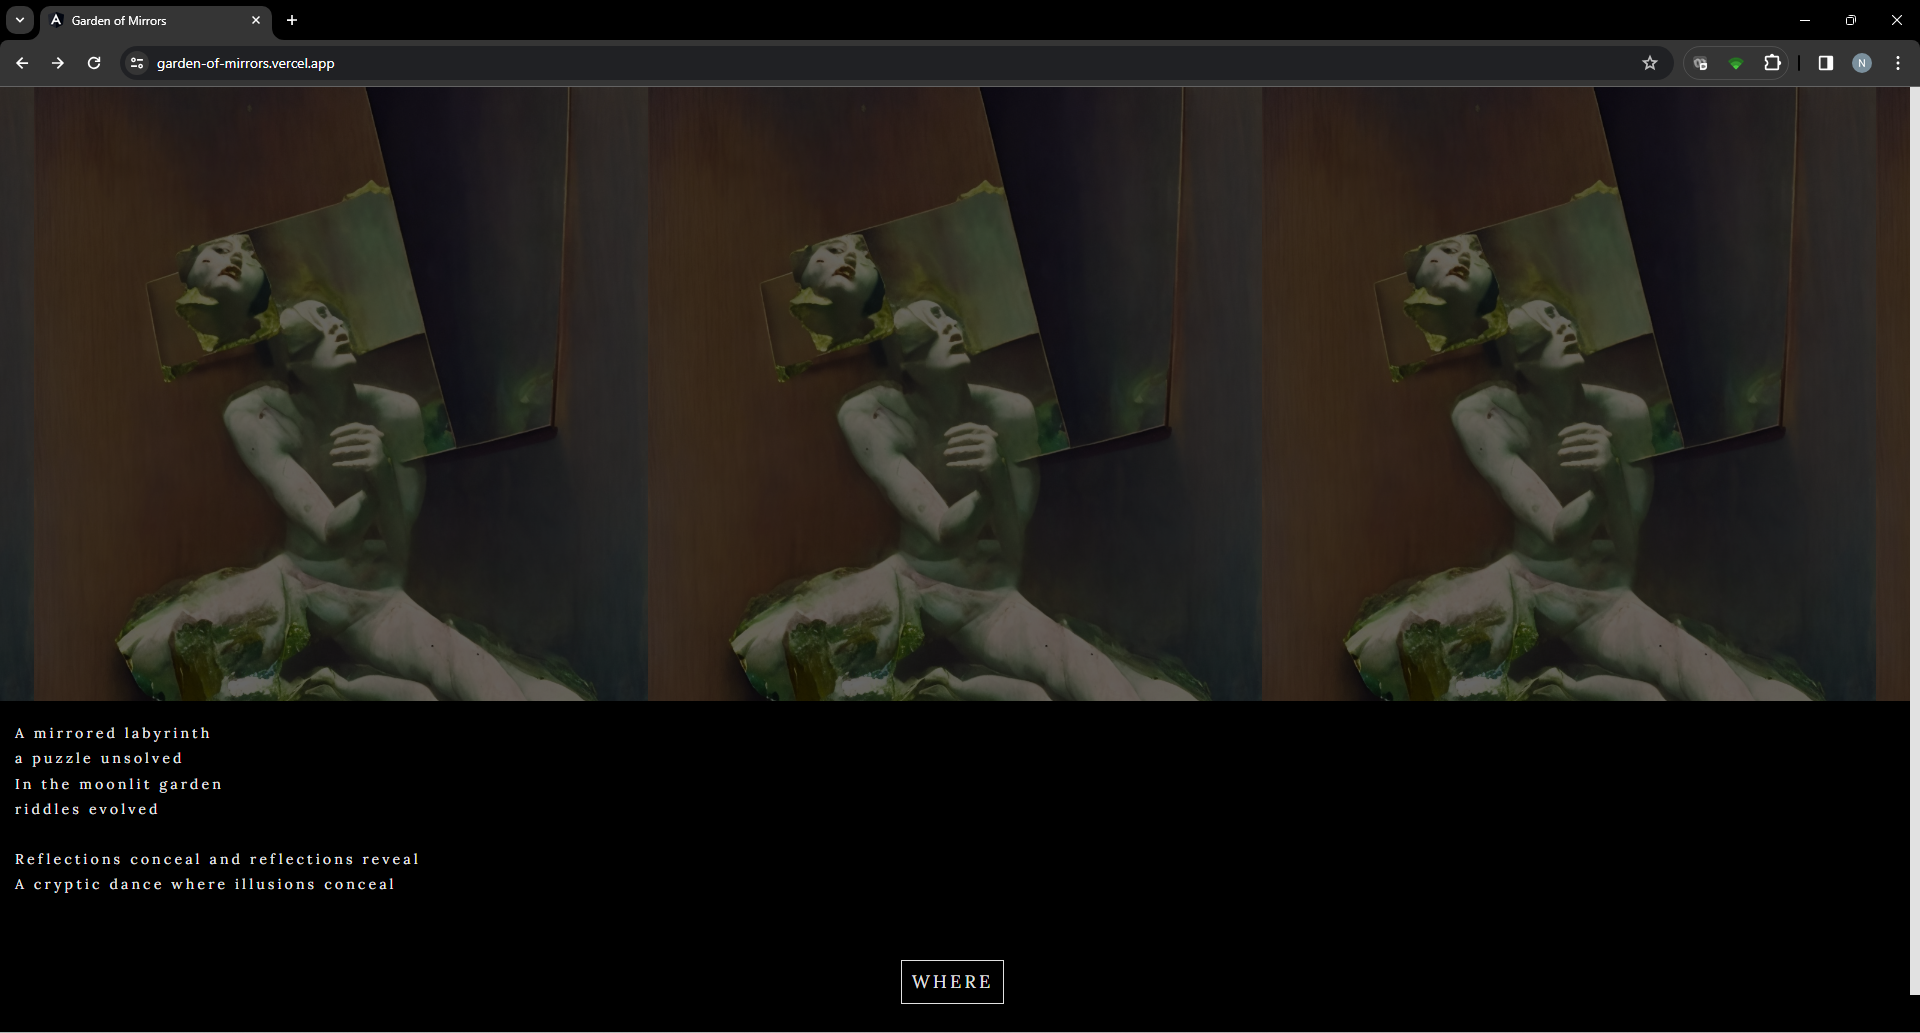 Garden of Mirrors
garden-of-mirrors.vercel.app
N
A mirrored labyrinth
a puzzle unsolved
In the moonlit garden
riddles evolved
Reflections conceal and reflections reveal
A cryptic dance where illusions conceal
WHERE